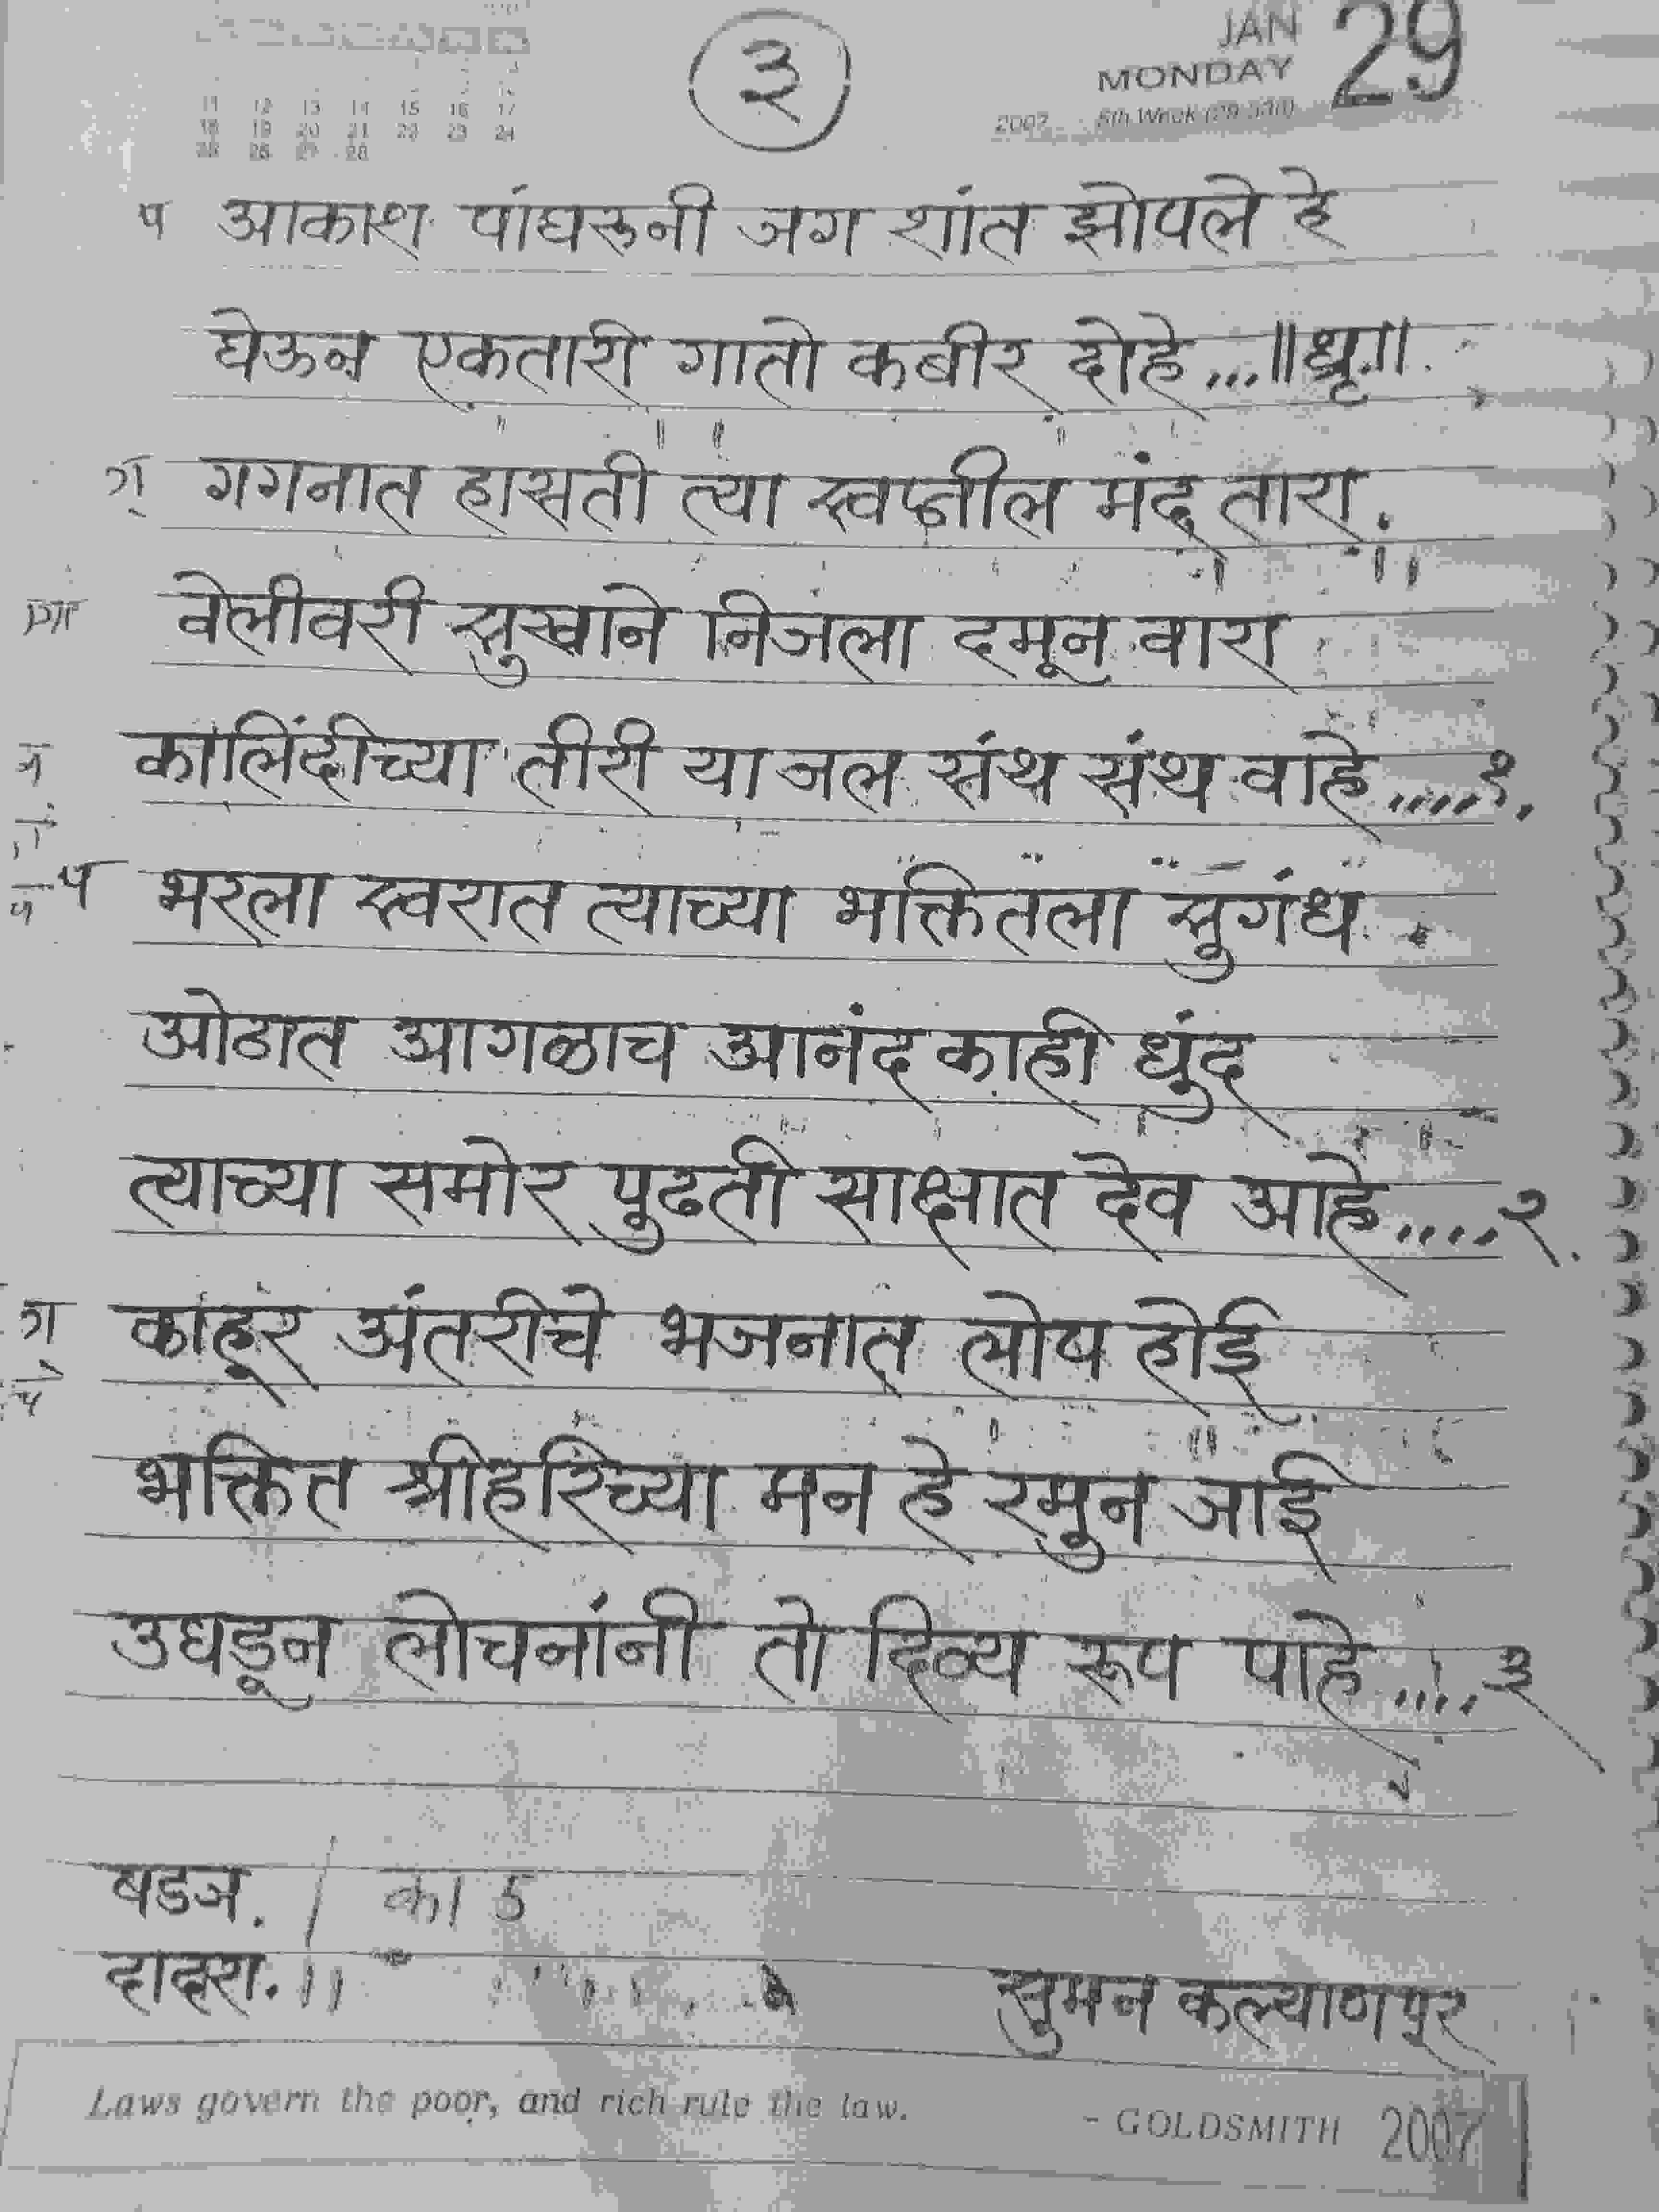 ३
JAN 29
MONDAY
2007 5th Week
11 12 13 14 15 16 17
18 19 20 21 22 23 24
25 26 27 28
प आकाश पांघरूनी जग शांत झोपले हे
घेऊन एकतारी गातो कबीर दोहे...॥धृ॥
ग़ गगनात हासती त्या स्वप्नील मंद तारा.
वेलीवरी सुखाने निजला दमून वारा
कालिंदीच्या तीरी या जल संथ संथ वाहे.....१.
प भरला स्वरात त्याच्या भक्तितला सुगंध
ओठात आगळाच आनंद काही धुंद
त्याच्या समोर पुढती साक्षात देव आहे.....२.
ग काहूर अंतरीचे भजनात लोप होई
भक्तित श्रीहरिच्या मन हे रमुन जाई
उघडून लोचनांनी तो दिव्य रूप पाहे.....३
षडज. / का
दादरा. ||
सुमन कल्याणपूर
Laws govern the poor, and rich rule the law.
- GOLDSMITH 2007